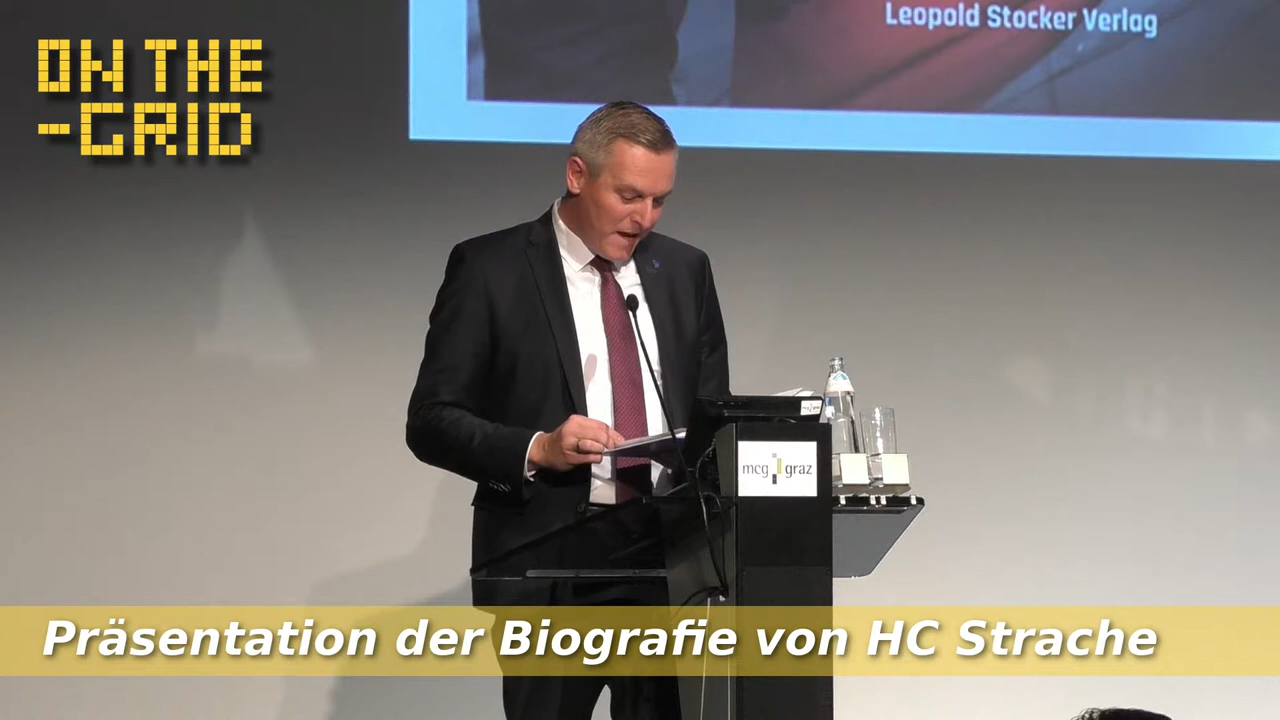 Leopold Stocker Verlag
ON THE
-GRID
mcg graz
Präsentation der Biografie von HC Strache